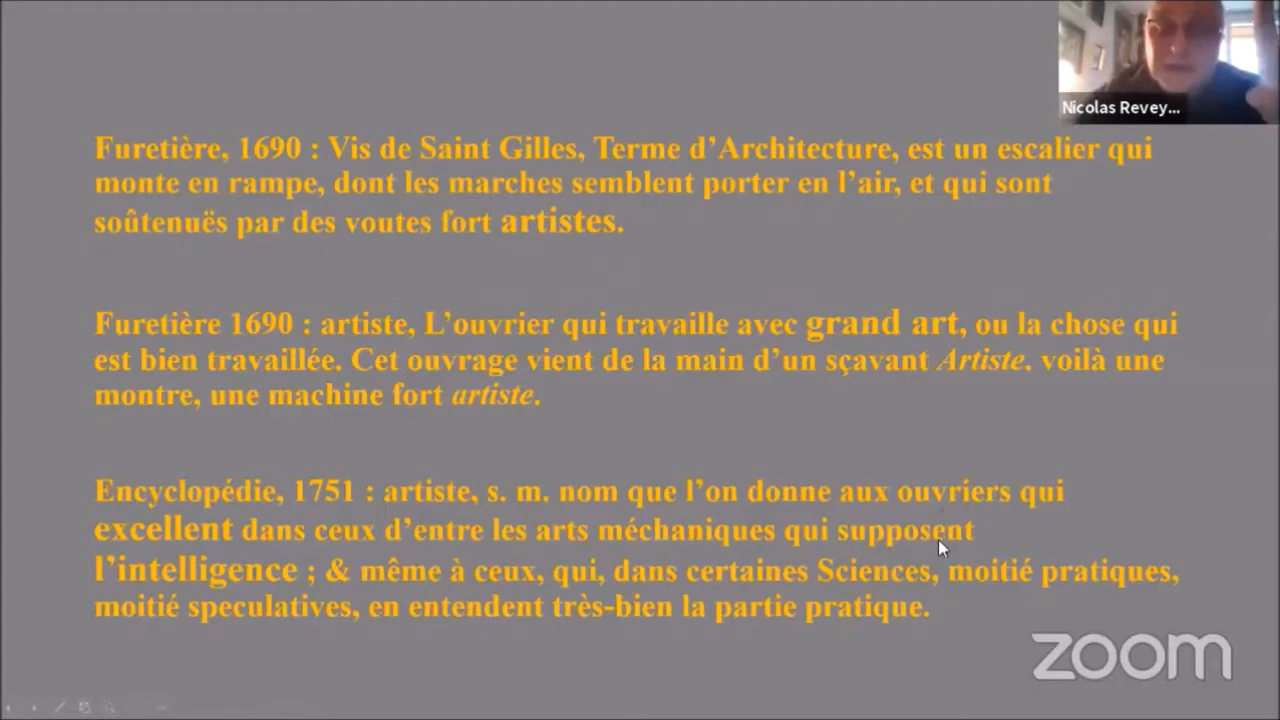 Nicolas Revey...
Furetière, 1690 : Vis de Saint Gilles, Terme d’Architecture, est un escalier qui
monte en rampe, dont les marches semblent porter en l’air, et qui sont
soûtenuës par des voutes fort artistes.
Furetière 1690 : artiste, L’ouvrier qui travaille avec grand art, ou la chose qui
est bien travaillée. Cet ouvrage vient de la main d’un sçavant Artiste. voilà une
montre, une machine fort artiste.
Encyclopédie, 1751 : artiste, s. m. nom que l’on donne aux ouvriers qui
excellent dans ceux d’entre les arts méchaniques qui supposent
l’intelligence ; & même à ceux, qui, dans certaines Sciences, moitié pratiques,
moitié speculatives, en entendent très-bien la partie pratique.
zoom